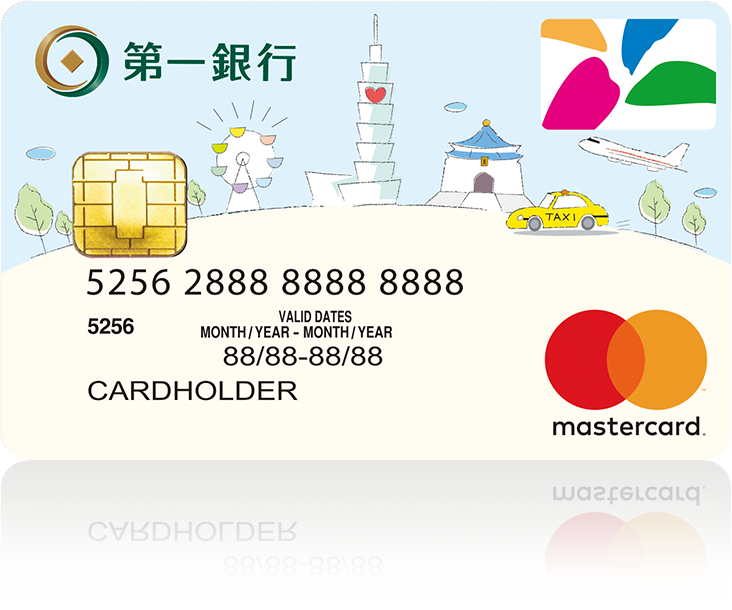 第一銀行
TAXI
5256 2888 8888 8888
5256
VALID DATES
MONTH/YEAR - MONTH/YEAR
88/88-88/88
CARDHOLDER
mastercard.